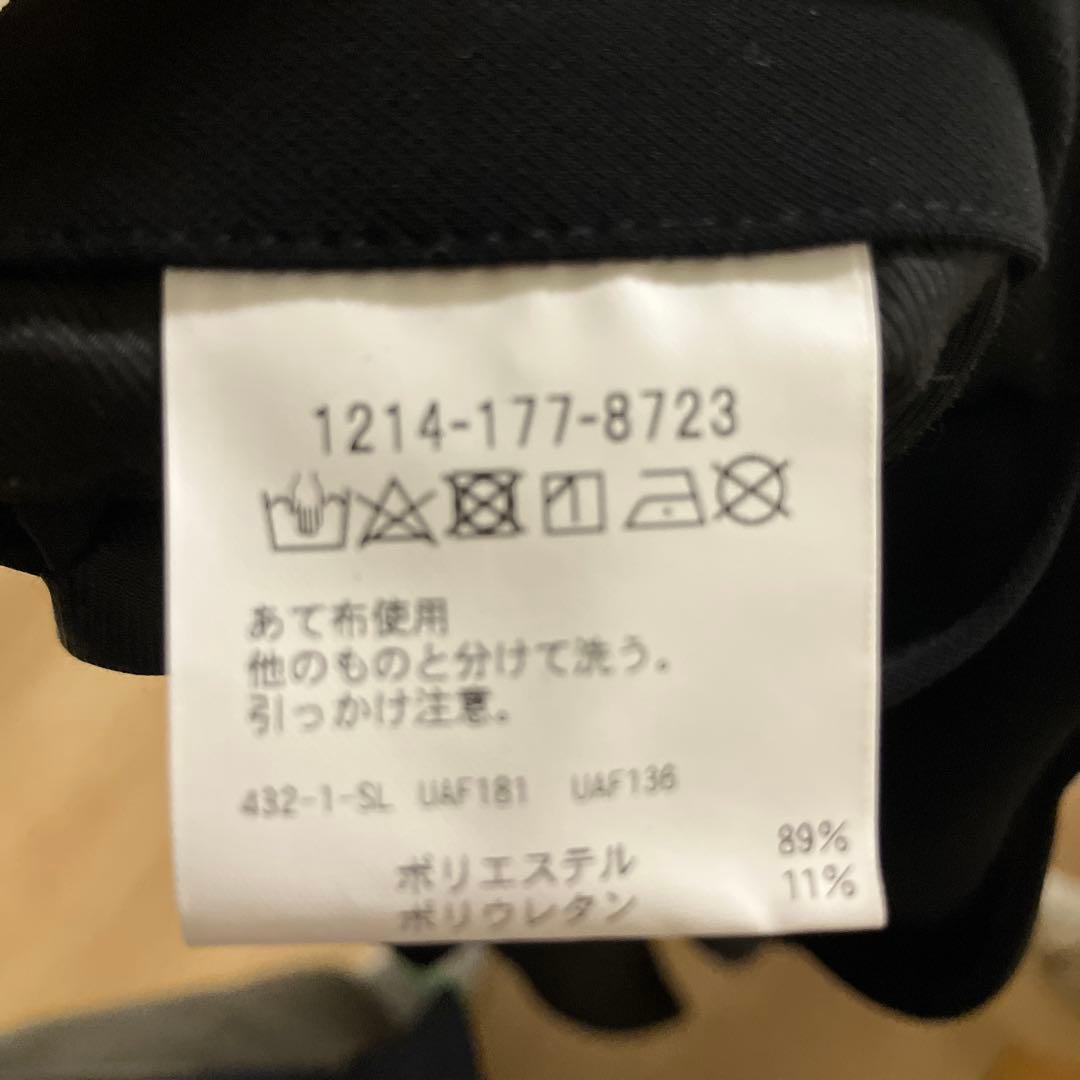 1214-177-8723
あて布使用
他のものと分けて洗う。
引っかけ注意。
432-1-SL UAF181 UAF136
ポリエステル 89%
ポリウレタン 11%